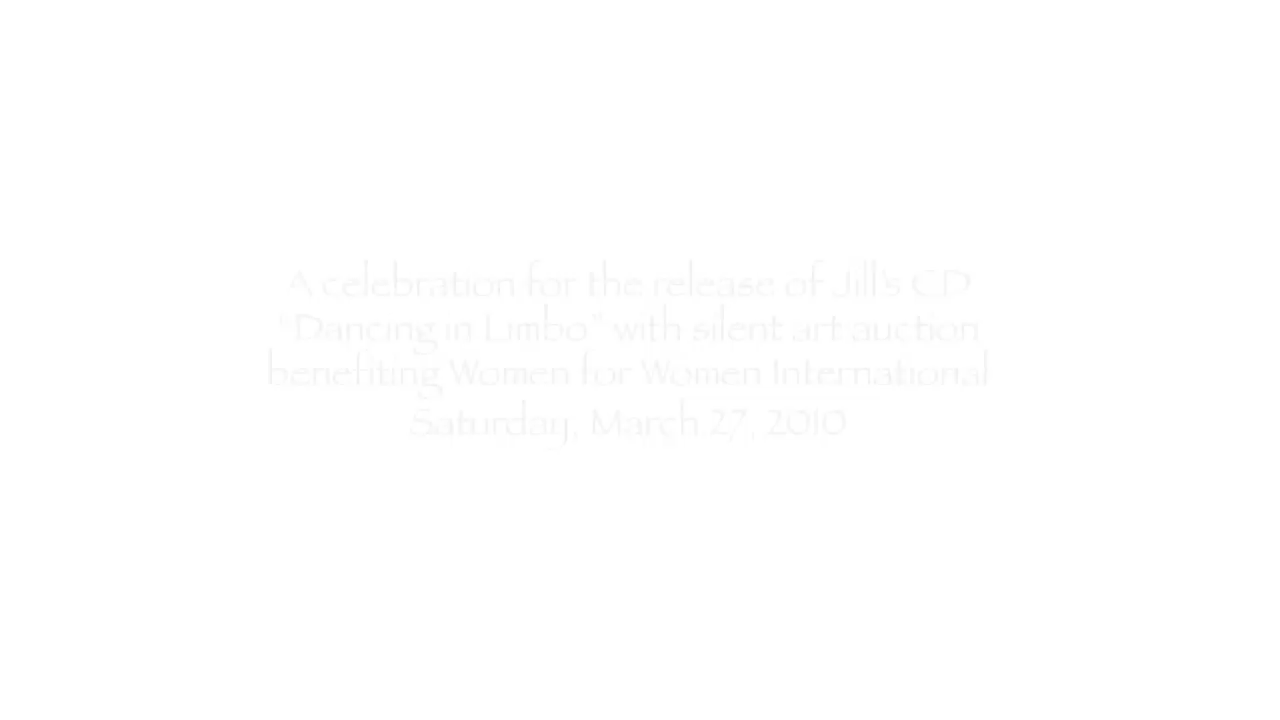 A celebration for the release of Jill's CD
"Dancing in Limbo" with silent art auction
benefiting Women for Women International
Saturday, March 27, 2010